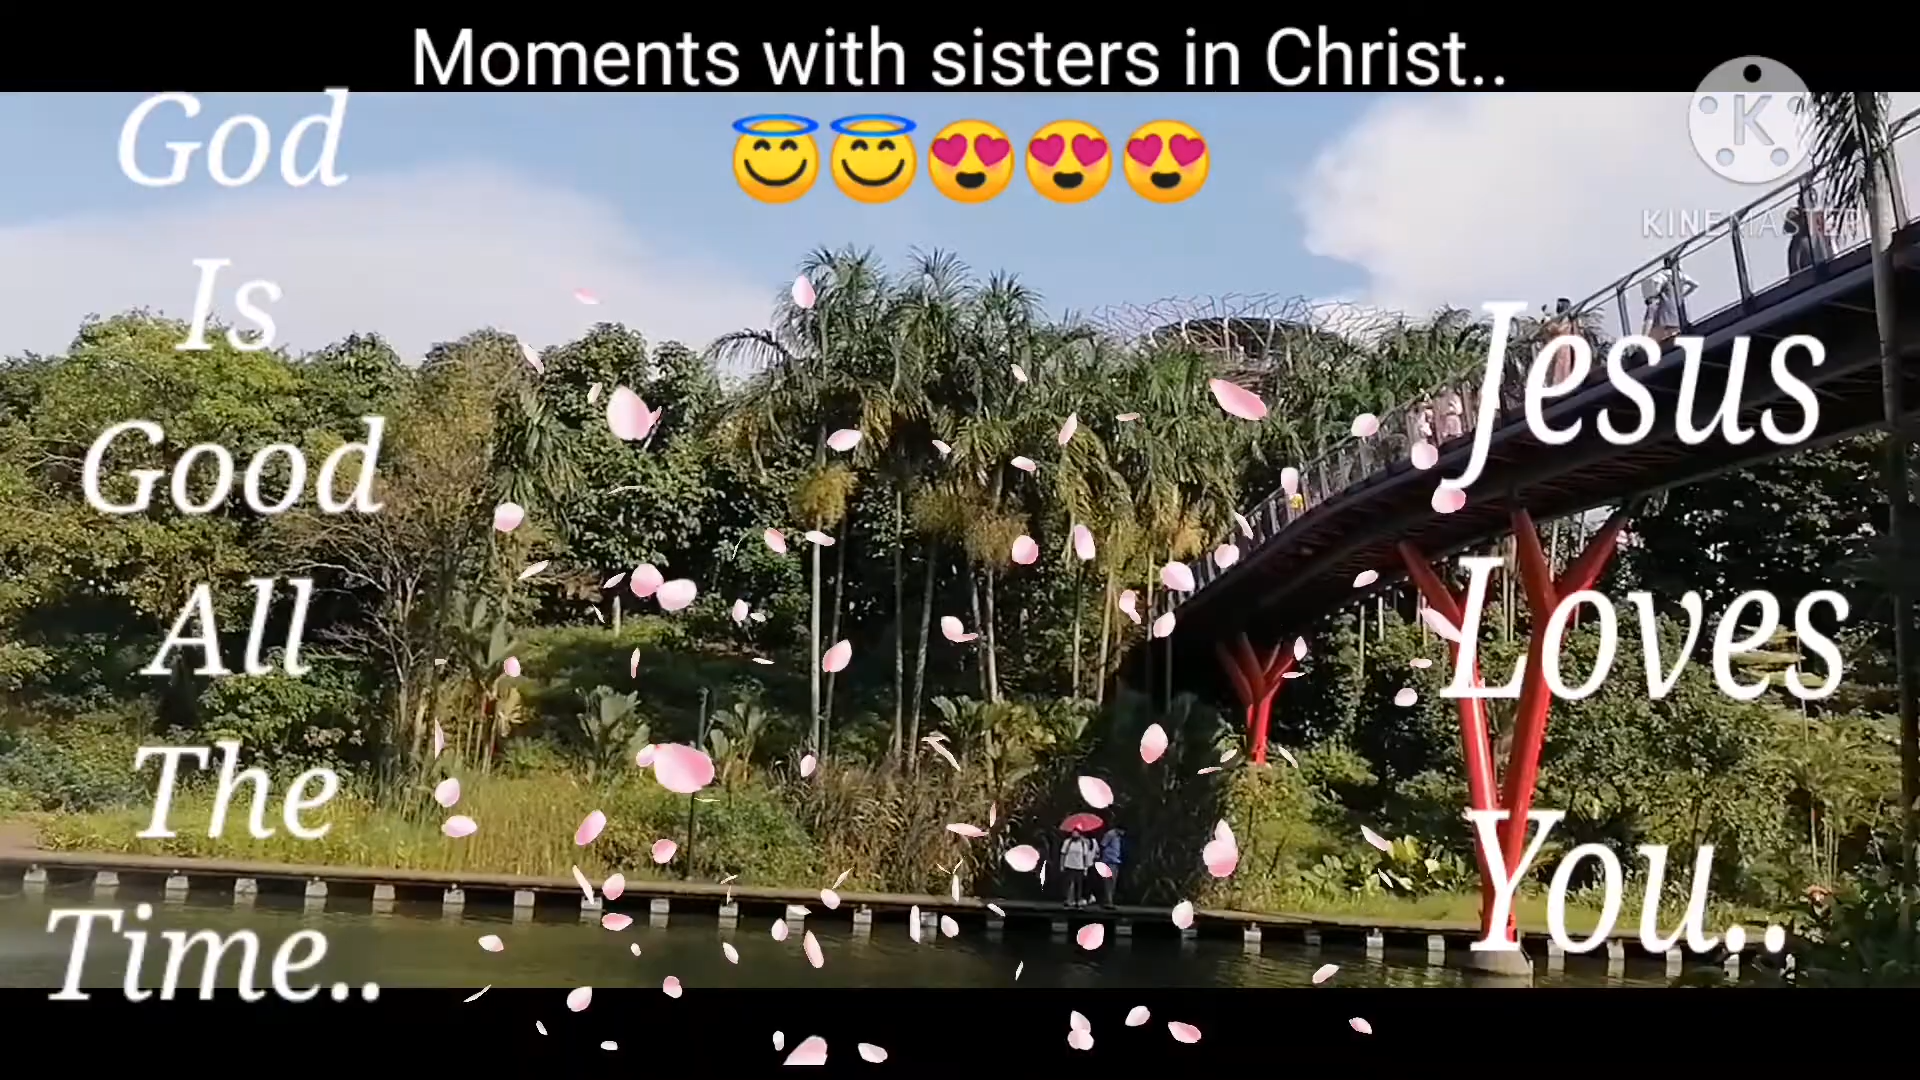 Moments with sisters in Christ..
😇😇😍😍😍
God
Is
Good
All
The
Time..
Jesus
Loves
You..
K
KINEMASTER